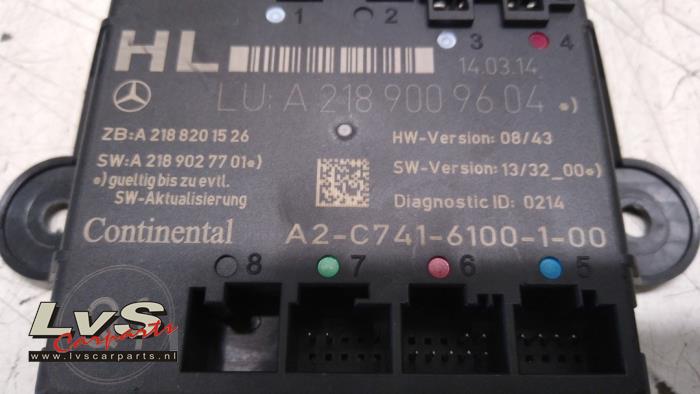 1 2 3 4
HL
14.03.14
LU: A 218 900 96 04 •)
ZB:A 218 820 15 26
HW-Version: 08/43
SW:A 218 902 77 01•)
SW-Version: 13/32_00•)
•)gueltig bis zu evtl.
SW-Aktualisierung
Diagnostic ID: 0214
Continental
A2-C741-6100-1-00
8 7 6 5
LvS
Carparts
www.lvscarparts.nl